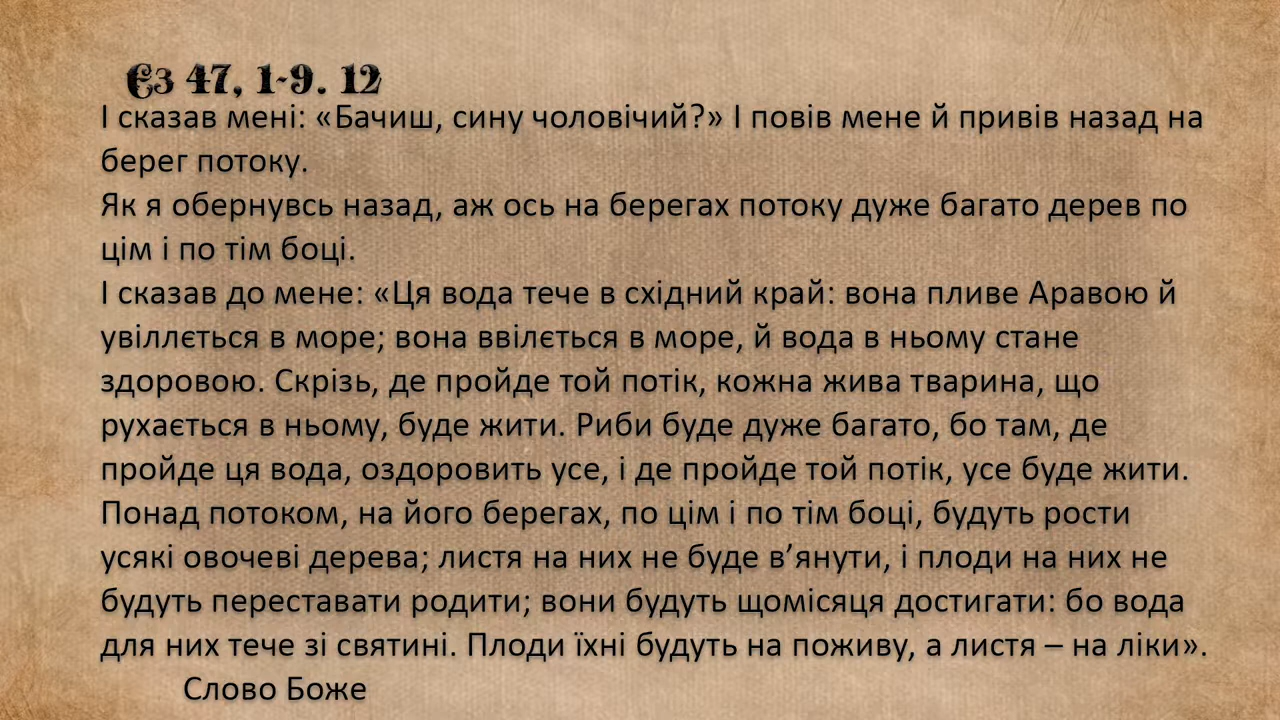 Єз 47, 1-9. 12
І сказав мені: «Бачиш, сину чоловічий?» І повів мене й привів назад на
берег потоку.
Як я обернувсь назад, аж ось на берегах потоку дуже багато дерев по
цім і по тім боці.
І сказав до мене: «Ця вода тече в східний край: вона пливе Аравою й
увіллється в море; вона ввілється в море, й вода в ньому стане
здоровою. Скрізь, де пройде той потік, кожна жива тварина, що
рухається в ньому, буде жити. Риби буде дуже багато, бо там, де
пройде ця вода, оздоровить усе, і де пройде той потік, усе буде жити.
Понад потоком, на його берегах, по цім і по тім боці, будуть рости
усякі овочеві дерева; листя на них не буде в’янути, і плоди на них не
будуть переставати родити; вони будуть щомісяця достигати: бо вода
для них тече зі святині. Плоди їхні будуть на поживу, а листя – на ліки».
Слово Боже